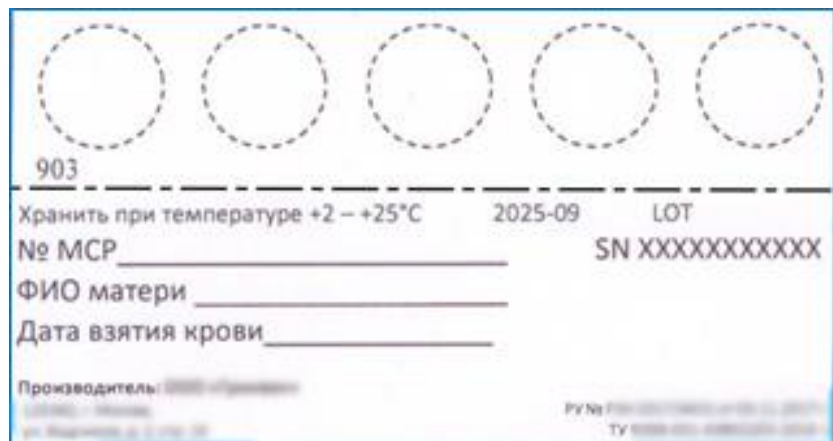 903
Хранить при температуре +2 – +25°C 2025-09 LOT
№ МСР SN XXXXXXXXXXX
ФИО матери
Дата взятия крови
Производитель:
РУ №
ТУ